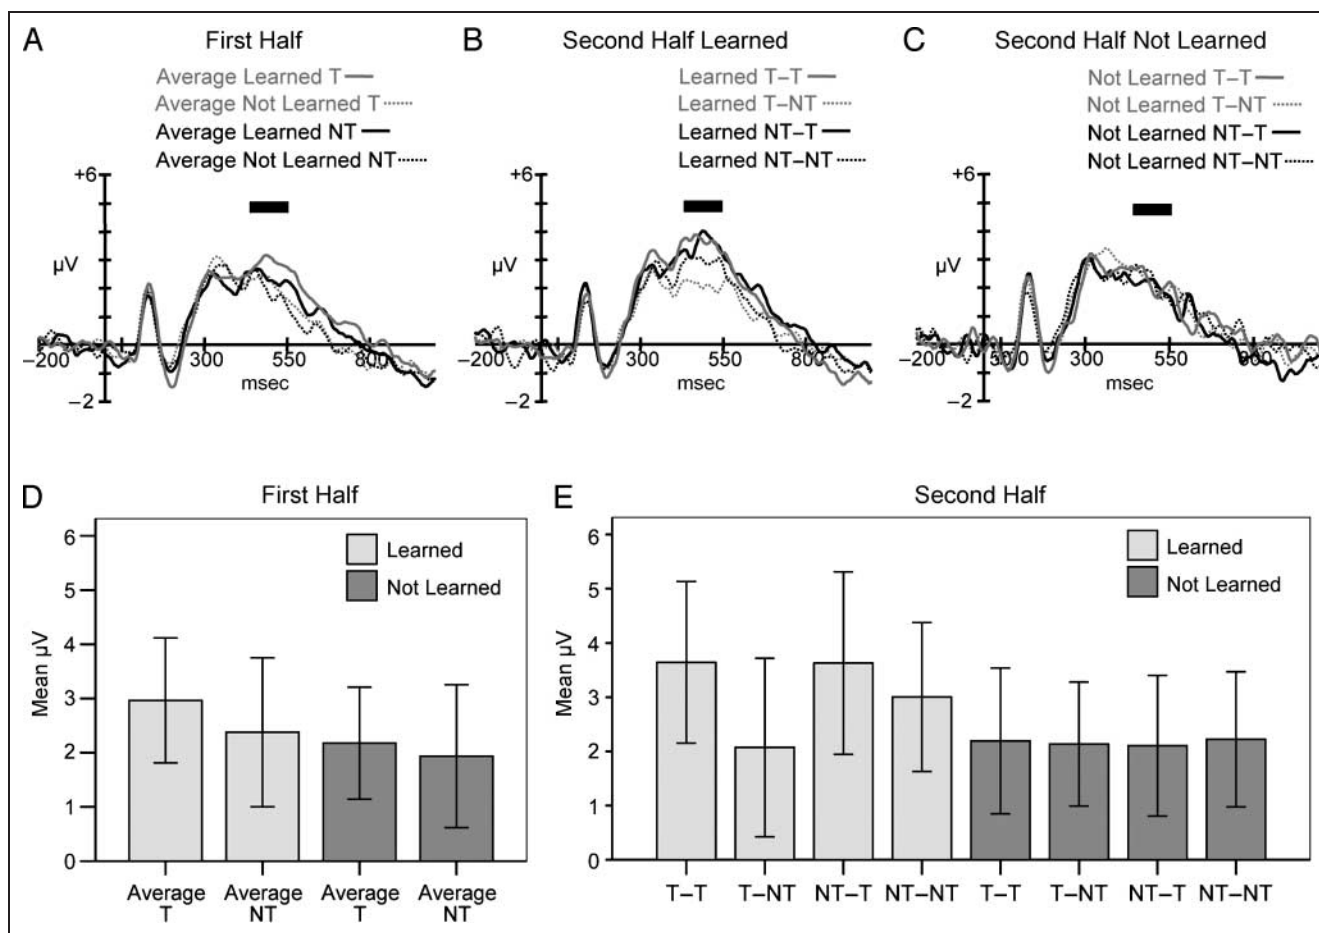 A
First Half
Average Learned T
Average Not Learned T
Average Learned NT
Average Not Learned NT
+6
µV
−200
300
550
800
msec
−2
B
Second Half Learned
Learned T–T
Learned T–NT
Learned NT–T
Learned NT–NT
+6
µV
−200
300
550
800
msec
−2
C
Second Half Not Learned
Not Learned T–T
Not Learned T–NT
Not Learned NT–T
Not Learned NT–NT
+6
µV
−200
300
550
800
msec
−2
D
First Half
Learned
Not Learned
Mean µV
6
5
4
3
2
1
0
Average T
Average NT
Average T
Average NT
E
Second Half
Learned
Not Learned
Mean µV
6
5
4
3
2
1
0
T–T
T–NT
NT–T
NT–NT
T–T
T–NT
NT–T
NT–NT